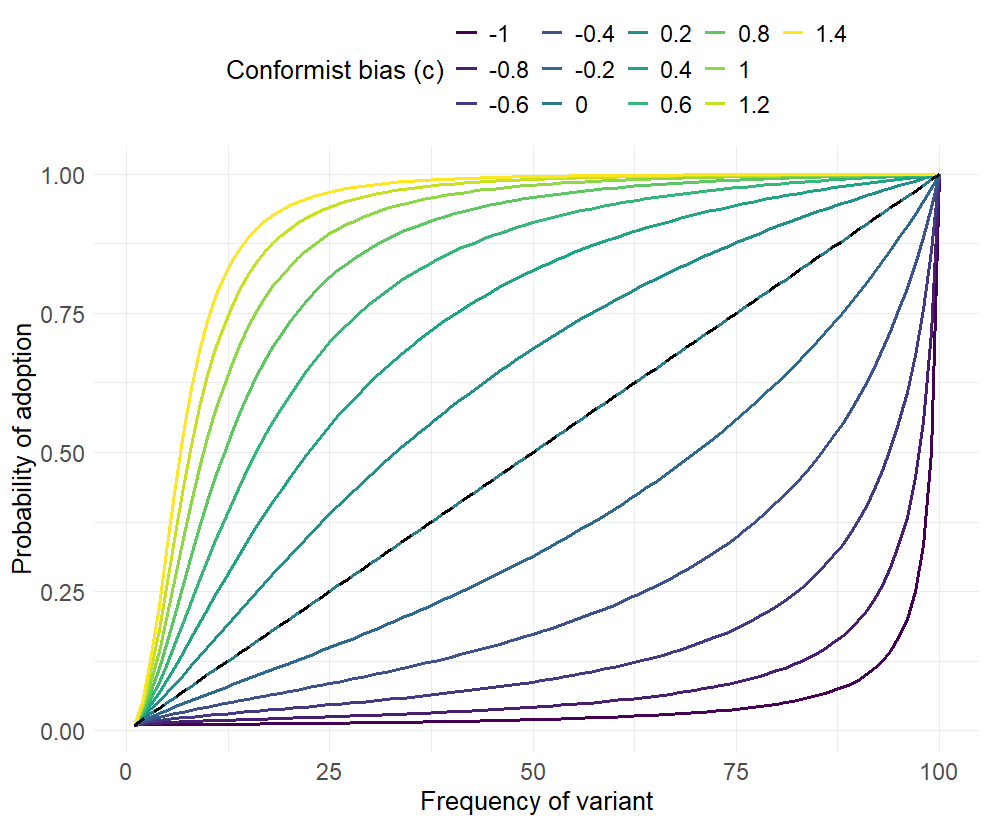 Conformist bias (c)
-1 -0.4 0.2 0.8 1.4
-0.8 -0.2 0.4 1
-0.6 0 0.6 1.2
Probability of adoption
1.00
0.75
0.50
0.25
0.00
0 25 50 75 100
Frequency of variant